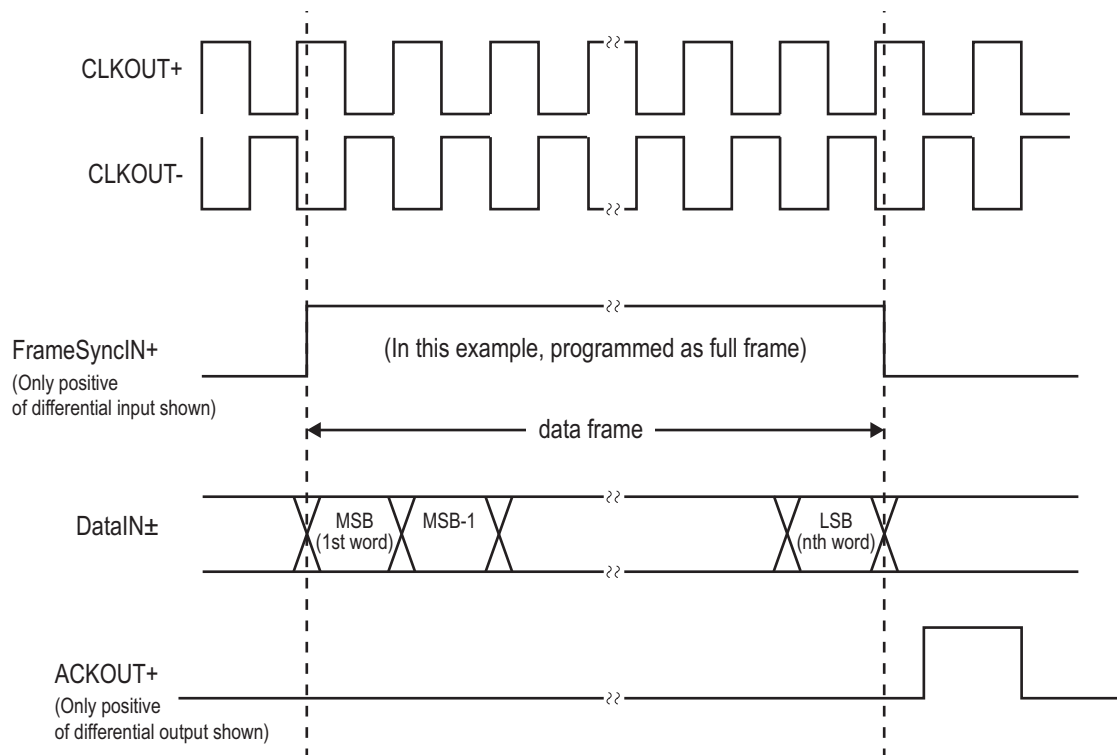 CLKOUT+
CLKOUT-
FrameSyncIN+
(Only positive
of differential input shown)
(In this example, programmed as full frame)
data frame
DataIN±
MSB
(1st word)
MSB-1
LSB
(nth word)
ACKOUT+
(Only positive
of differential output shown)